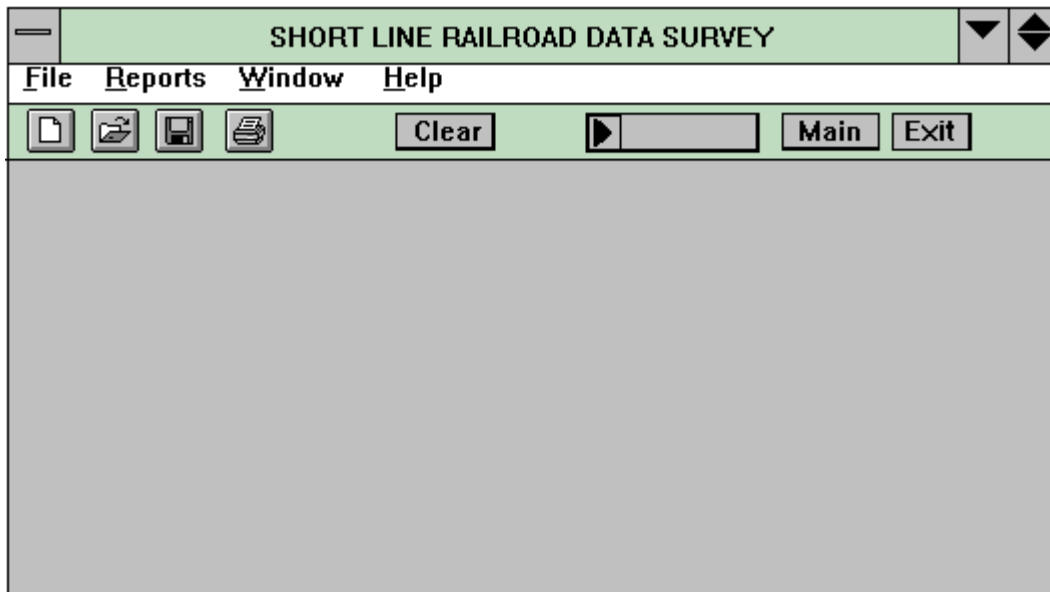 SHORT LINE RAILROAD DATA SURVEY
File Reports Window Help
Clear Main Exit